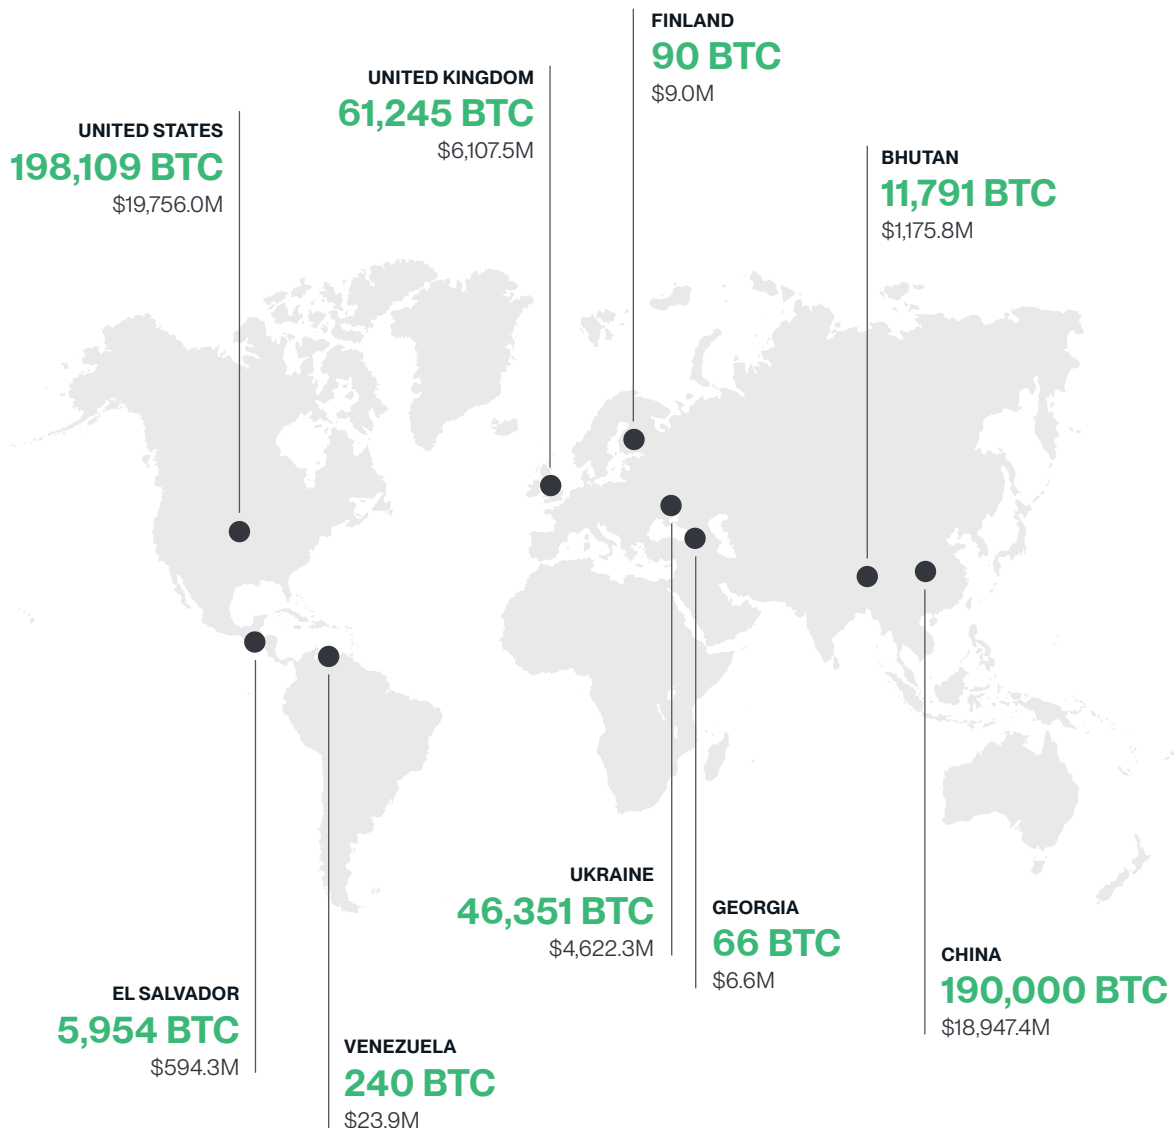 FINLAND
90 BTC
$9.0M
UNITED KINGDOM
61,245 BTC
$6,107.5M
UNITED STATES
198,109 BTC
$19,756.0M
BHUTAN
11,791 BTC
$1,175.8M
UKRAINE
46,351 BTC
$4,622.3M
GEORGIA
66 BTC
$6.6M
CHINA
190,000 BTC
$18,947.4M
EL SALVADOR
5,954 BTC
$594.3M
VENEZUELA
240 BTC
$23.9M